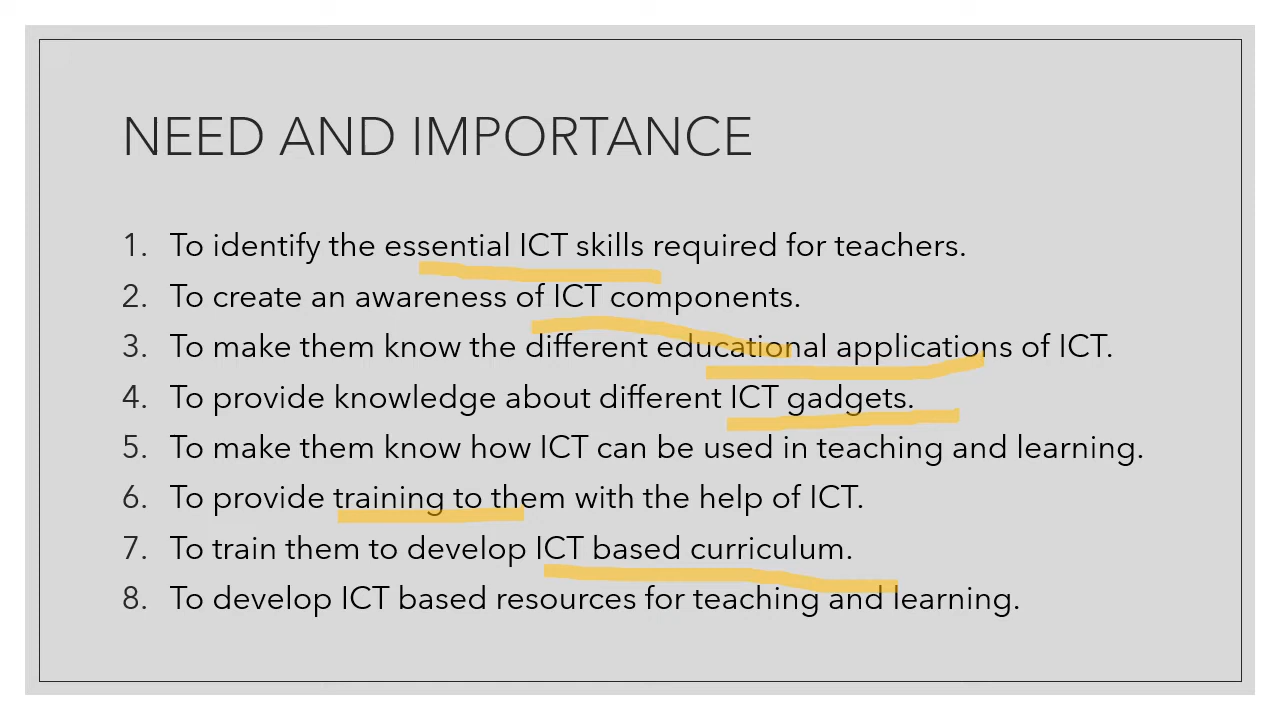 NEED AND IMPORTANCE
1. To identify the essential ICT skills required for teachers.
2. To create an awareness of ICT components.
3. To make them know the different educational applications of ICT.
4. To provide knowledge about different ICT gadgets.
5. To make them know how ICT can be used in teaching and learning.
6. To provide training to them with the help of ICT.
7. To train them to develop ICT based curriculum.
8. To develop ICT based resources for teaching and learning.